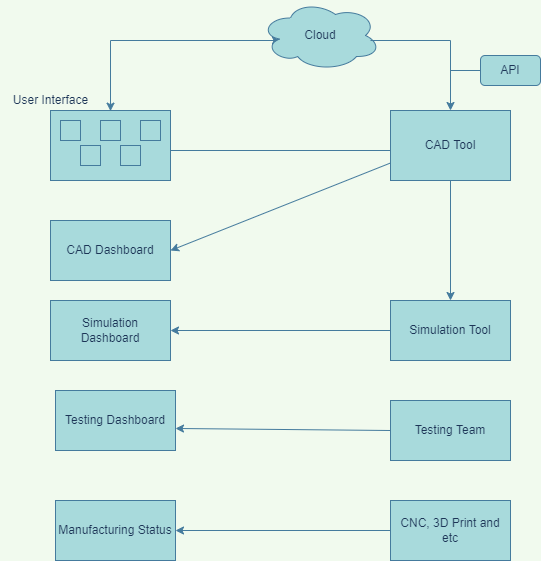 Cloud
API
User Interface
CAD Tool
CAD Dashboard
Simulation
Dashboard
Simulation Tool
Testing Dashboard
Testing Team
Manufacturing Status
CNC, 3D Print and
etc